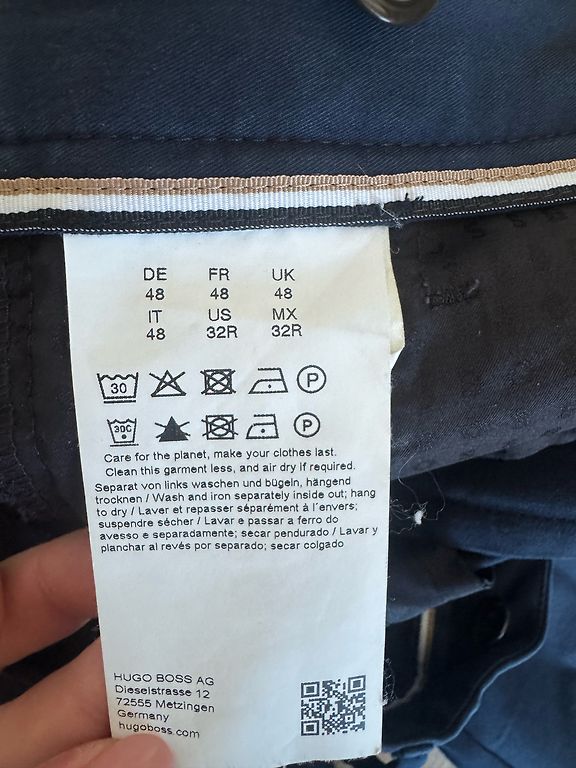 DE FR UK
48 48 48
IT US MX
48 32R 32R
30 P
30C P
Care for the planet, make your clothes last.
Clean this garment less, and air dry if required.
Separat von links waschen und bügeln, hängend
trocknen / Wash and iron separately inside out; hang
to dry / Laver et repasser séparément à l'envers;
suspendre sécher / Lavar e passar a ferro do
avesso e separadamente; secar pendurado / Lavar y
planchar al revés por separado; secar colgado
HUGO BOSS AG
Dieselstrasse 12
72555 Metzingen
Germany
hugoboss.com